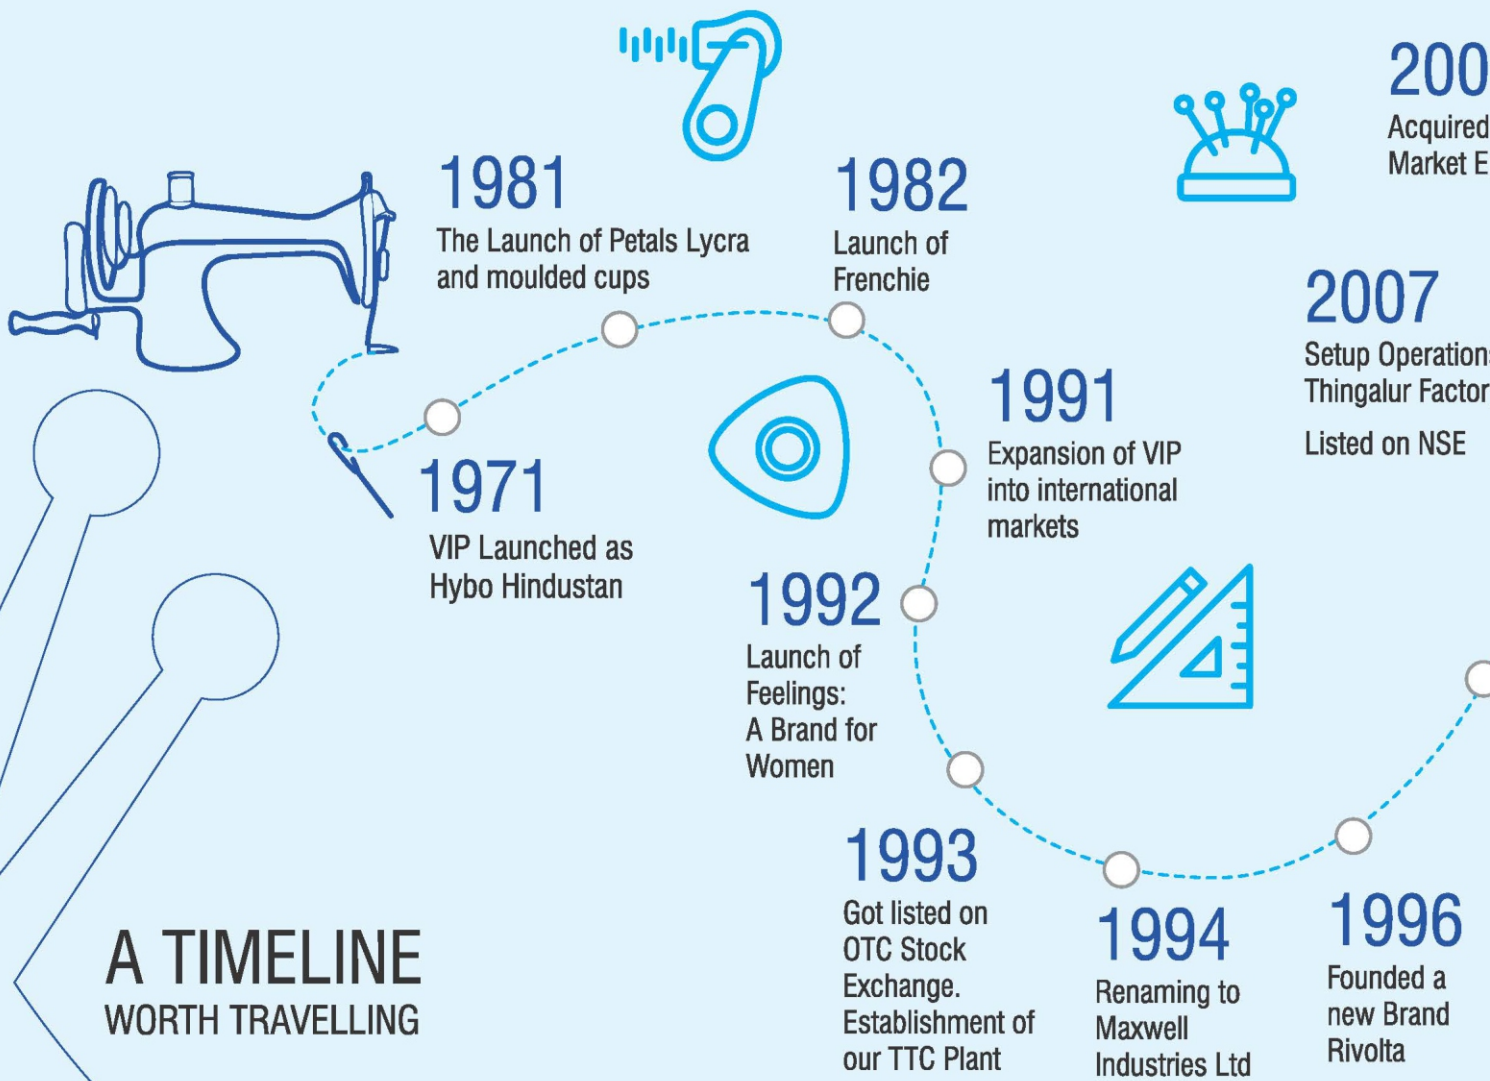 1981
The Launch of Petals Lycra
and moulded cups
1982
Launch of
Frenchie
1971
VIP Launched as
Hybo Hindustan
1991
Expansion of VIP
into international
markets
1992
Launch of
Feelings:
A Brand for
Women
1993
Got listed on
OTC Stock
Exchange.
Establishment of
our TTC Plant
1994
Renaming to
Maxwell
Industries Ltd
1996
Founded a
new Brand
Rivolta
2007
Setup
Thingalur
Listed on NSE
Acquired
Market
A TIMELINE
WORTH TRAVELLING